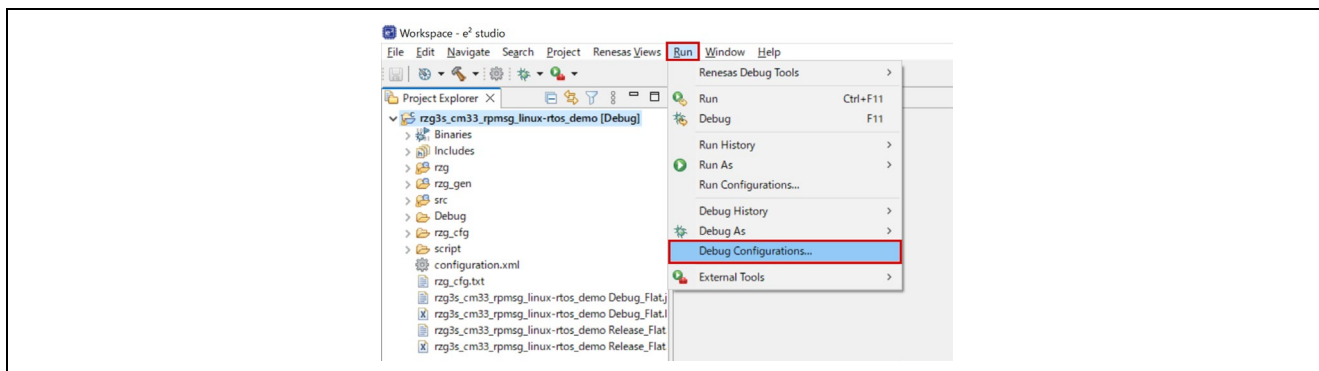 Workspace - e² studio
File Edit Navigate Search Project Renesas Views Run Window Help
Project Explorer
rzg3s_cm33_rpmsg_linux-rtos_demo [Debug]
Binaries
Includes
rzg
rzg_gen
src
Debug
rzg_cfg
script
configuration.xml
rzg_cfg.txt
rzg3s_cm33_rpmsg_linux-rtos_demo Debug_Flat.j
rzg3s_cm33_rpmsg_linux-rtos_demo Debug_Flat.l
rzg3s_cm33_rpmsg_linux-rtos_demo Release_Flat
rzg3s_cm33_rpmsg_linux-rtos_demo Release_Flat
Renesas Debug Tools
Run Ctrl+F11
Debug F11
Run History
Run As
Run Configurations...
Debug History
Debug As
Debug Configurations...
External Tools